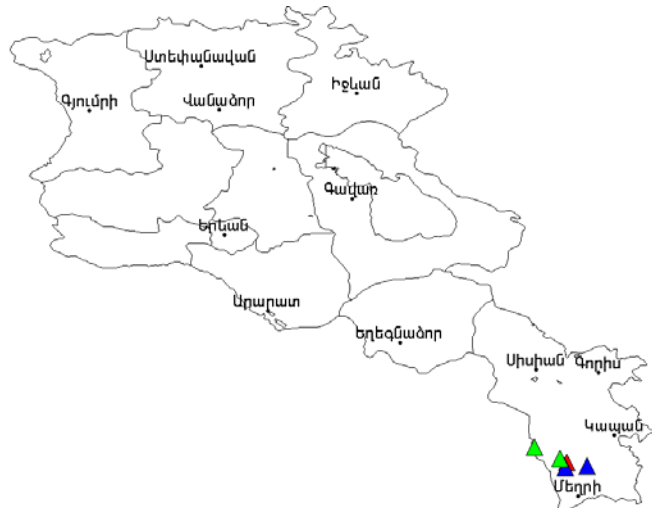 Ստեփանավան
Իջևան
Գյումրի
Վանաձոր
Գավառ
Երևան
Արարատ
Եղեգնաձոր
Սիսիան
Գորիս
Կապան
Մեղրի